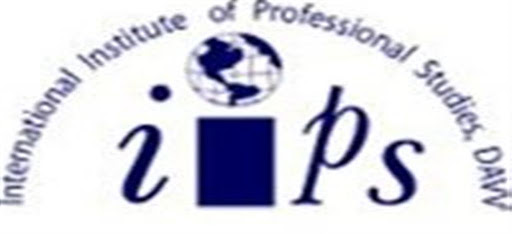 International Institute of Professional Studies, DAVV
iips